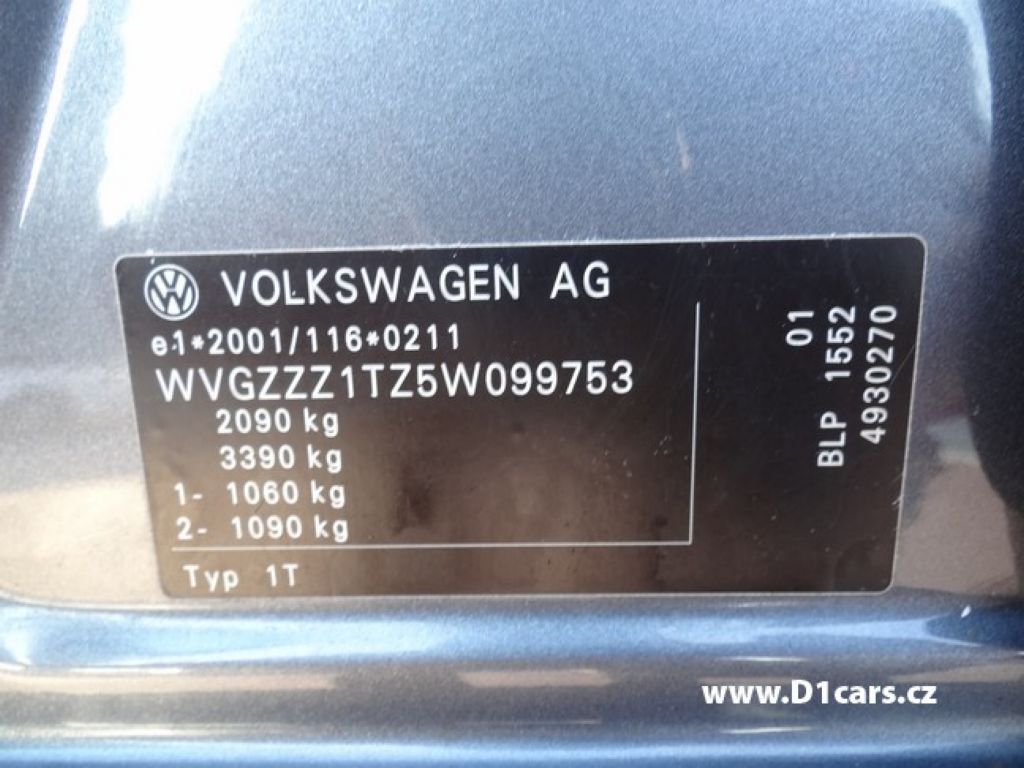 VOLKSWAGEN AG
e1*2001/116*0211
WVGZZZ1TZ5W099753
2090 kg
3390 kg
1- 1060 kg
2- 1090 kg
Typ 1T
01
BLP 1552
4930270
www.D1cars.cz